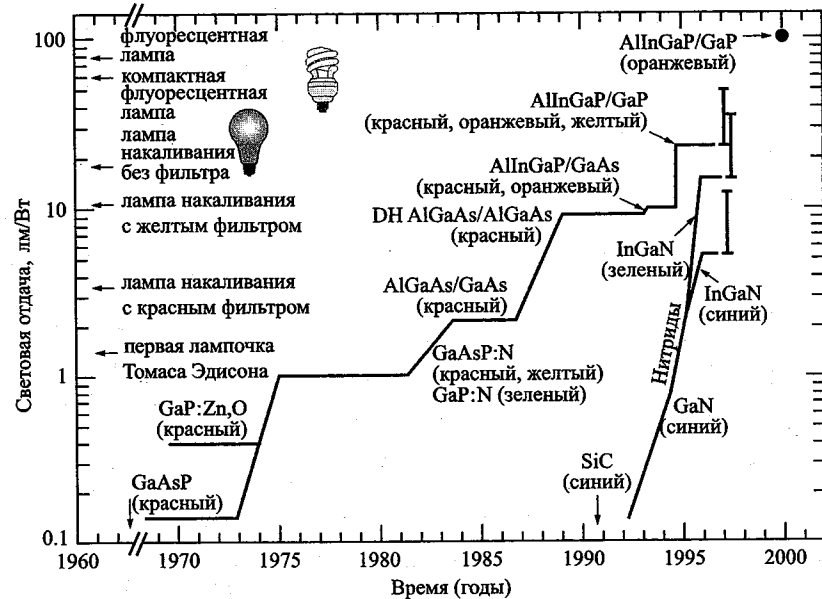 Световая отдача, лм/Вт
100
10
1
0.1
флуоресцентная
лампа
компактная
флуоресцентная
лампа
лампа
накаливания
без фильтра
лампа накаливания
с желтым фильтром
лампа накаливания
с красным фильтром
первая лампочка
Томаса Эдисона
GaP:Zn,O
(красный)
GaAsP
(красный)
AlInGaP/GaP
(оранжевый)
AlInGaP/GaP
(красный, оранжевый, желтый)
AlInGaP/GaAs
(красный, оранжевый)
DH AlGaAs/AlGaAs
(красный)
AlGaAs/GaAs
(красный)
GaAsP:N
(красный, желтый)
GaP:N (зеленый)
InGaN
(зеленый)
InGaN
(синий)
Нитриды
GaN
(синий)
SiC
(синий)
1960 1970 1975 1980 1985 1990 1995 2000
Время (годы)